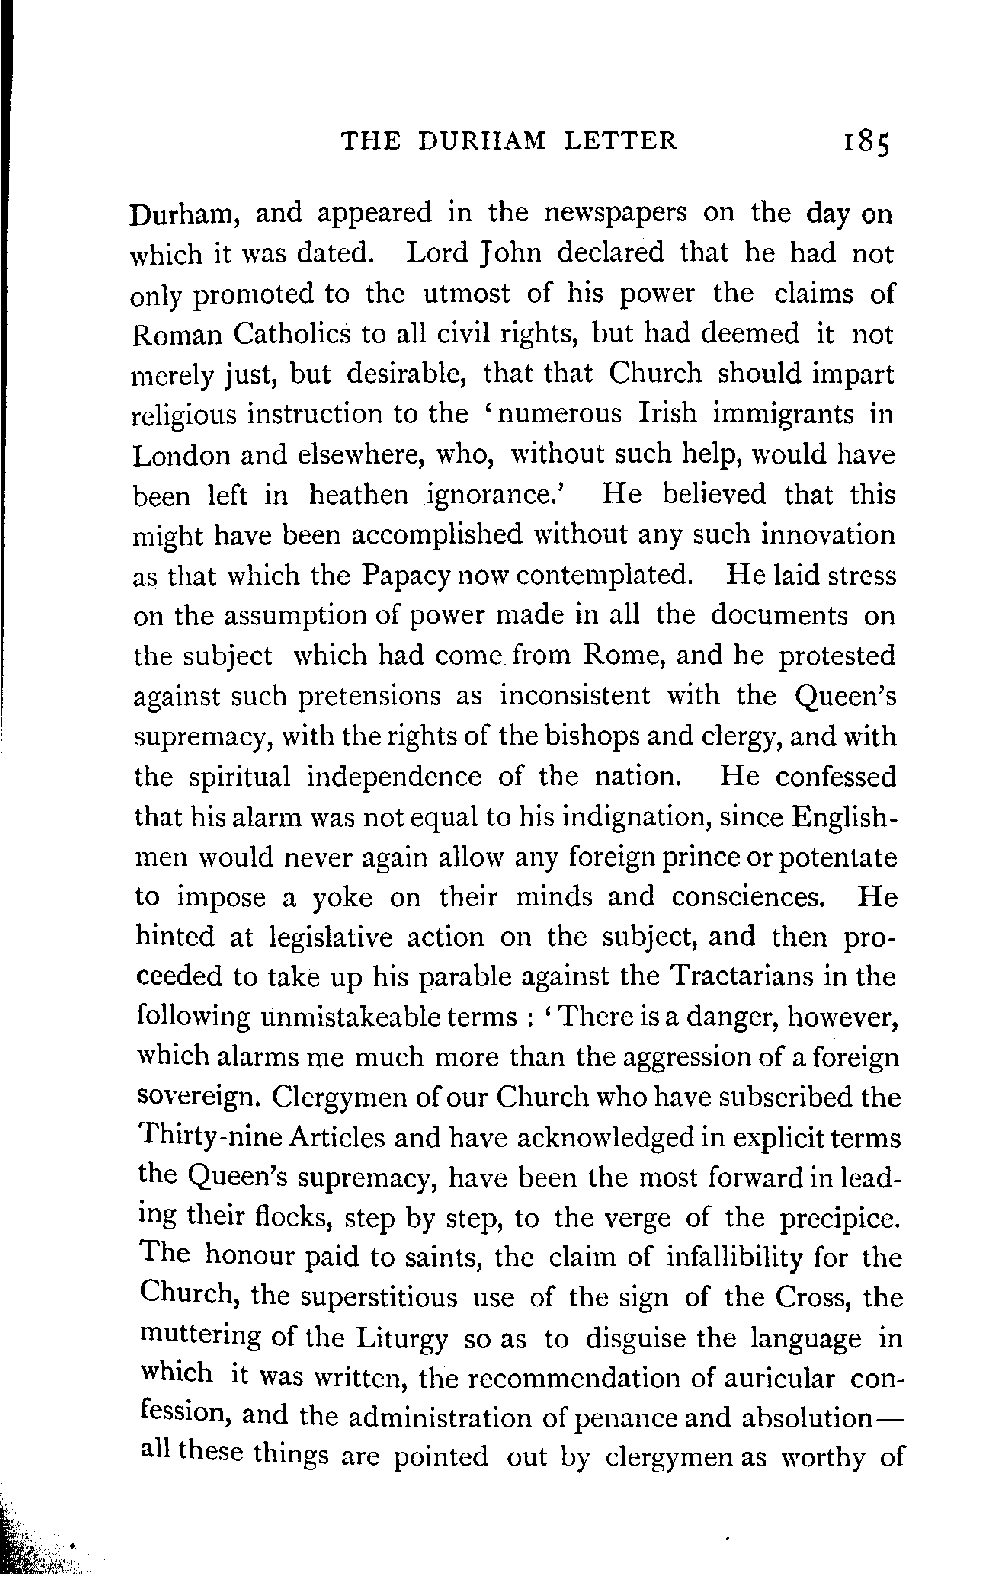 THE DURHAM LETTER 185
Durham, and appeared in the newspapers on the day on
which it was dated. Lord John declared that he had not
only promoted to the utmost of his power the claims of
Roman Catholics to all civil rights, but had deemed it not
merely just, but desirable, that that Church should impart
religious instruction to the ‘numerous Irish immigrants in
London and elsewhere, who, without such help, would have
been left in heathen ignorance.’ He believed that this
might have been accomplished without any such innovation
as that which the Papacy now contemplated. He laid stress
on the assumption of power made in all the documents on
the subject which had come from Rome, and he protested
against such pretensions as inconsistent with the Queen’s
supremacy, with the rights of the bishops and clergy, and with
the spiritual independence of the nation. He confessed
that his alarm was not equal to his indignation, since English-
men would never again allow any foreign prince or potentate
to impose a yoke on their minds and consciences. He
hinted at legislative action on the subject, and then pro-
ceeded to take up his parable against the Tractarians in the
following unmistakeable terms : ‘There is a danger, however,
which alarms me much more than the aggression of a foreign
sovereign. Clergymen of our Church who have subscribed the
Thirty-nine Articles and have acknowledged in explicit terms
the Queen’s supremacy, have been the most forward in lead-
ing their flocks, step by step, to the verge of the precipice.
The honour paid to saints, the claim of infallibility for the
Church, the superstitious use of the sign of the Cross, the
muttering of the Liturgy so as to disguise the language in
which it was written, the recommendation of auricular con-
fession, and the administration of penance and absolution—
all these things are pointed out by clergymen as worthy of